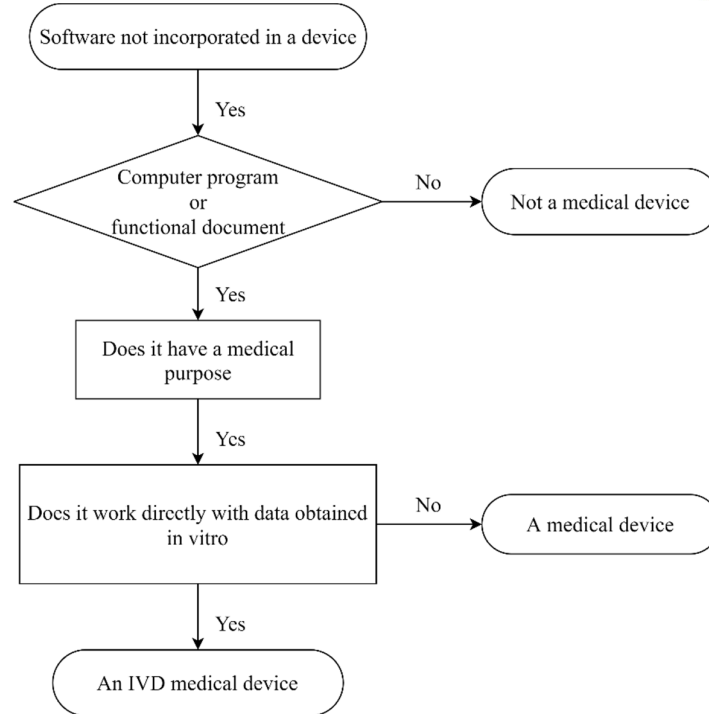 Software not incorporated in a device
Yes
Computer program
or
functional document
No
Not a medical device
Yes
Does it have a medical
purpose
Yes
Does it work directly with data obtained
in vitro
No
A medical device
Yes
An IVD medical device